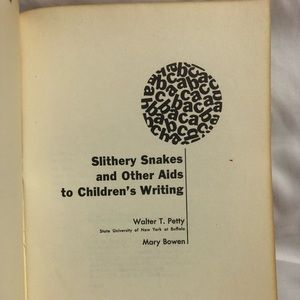 Slithery Snakes
and Other Aids
to Children's Writing
Walter T. Petty
State University of New York at Buffalo
Mary Bowen